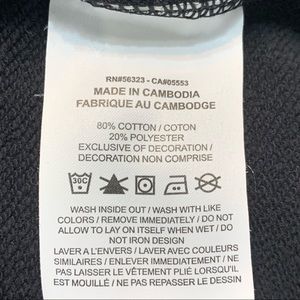 RN#56323 - CA#05553
MADE IN CAMBODIA
FABRIQUE AU CAMBODGE
80% COTTON / COTON
20% POLYESTER
EXCLUSIVE OF DECORATION /
DECORATION NON COMPRISE
30C
WASH INSIDE OUT / WASH WITH LIKE
COLORS / REMOVE IMMEDIATELY / DO NOT
ALLOW TO LAY ON ITSELF WHEN WET / DO
NOT IRON DESIGN
LAVER A L'ENVERS / LAVER AVEC COULEURS
SIMILAIRES / ENLEVER IMMEDIATEMENT / NE
PAS LAISSER LE VÊTEMENT PLIÉ LORSQU'IL
EST MOUILLÉ / NE PAS REPASSER LE DESSIN